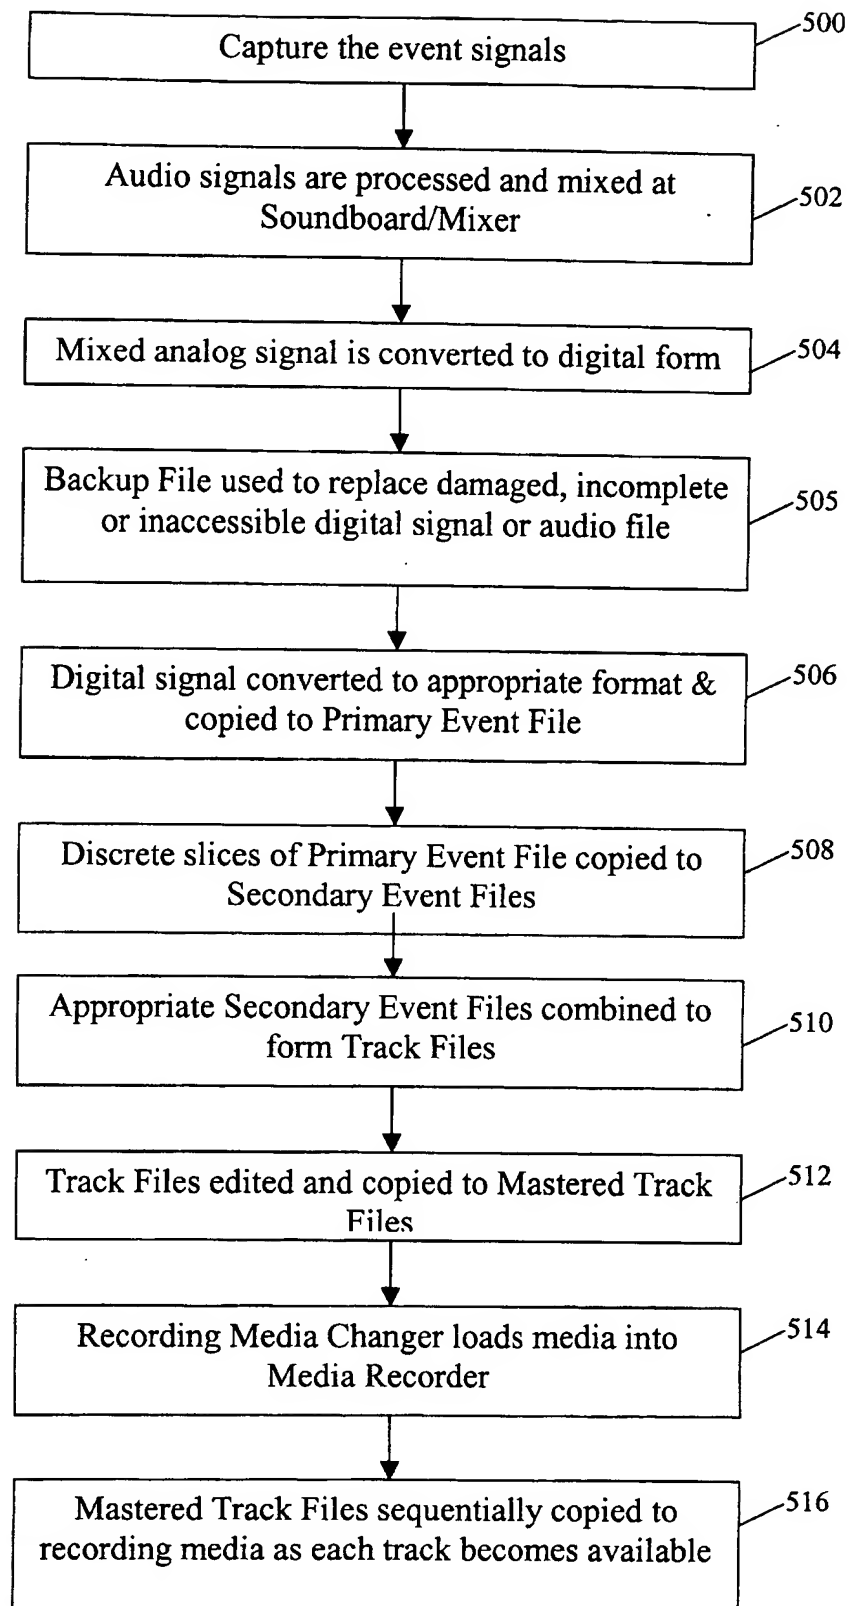 Capture the event signals
500
Audio signals are processed and mixed at
Soundboard/Mixer
502
Mixed analog signal is converted to digital form
504
Backup File used to replace damaged, incomplete
or inaccessible digital signal or audio file
505
Digital signal converted to appropriate format &
copied to Primary Event File
506
Discrete slices of Primary Event File copied to
Secondary Event Files
508
Appropriate Secondary Event Files combined to
form Track Files
510
Track Files edited and copied to Mastered Track
Files
512
Recording Media Changer loads media into
Media Recorder
514
Mastered Track Files sequentially copied to
recording media as each track becomes available
516